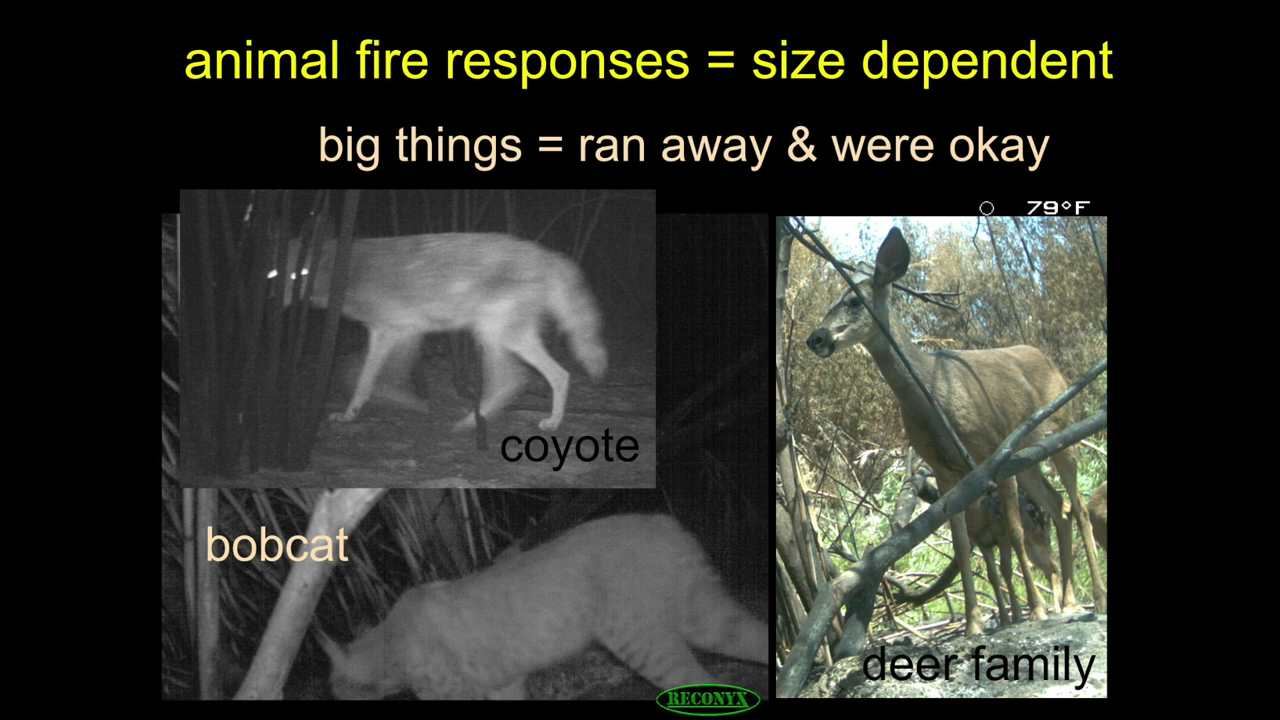 animal fire responses = size dependent
big things = ran away & were okay
79°F
coyote
bobcat
deer family
RECONYX